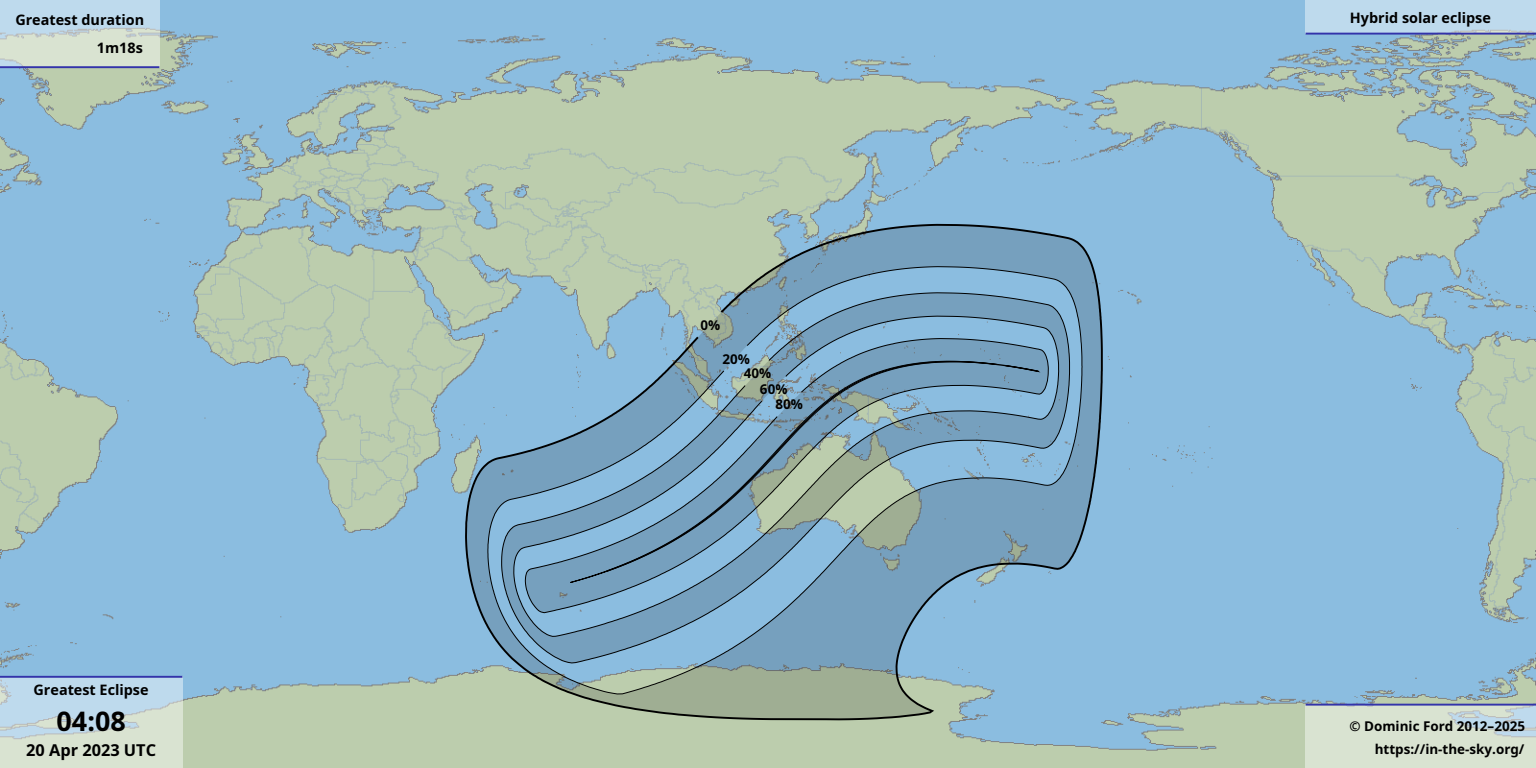 Greatest duration
1m18s
Hybrid solar eclipse
0%
20%
40%
60%
80%
Greatest Eclipse
04:08
20 Apr 2023 UTC
© Dominic Ford 2012–2025
https://in-the-sky.org/